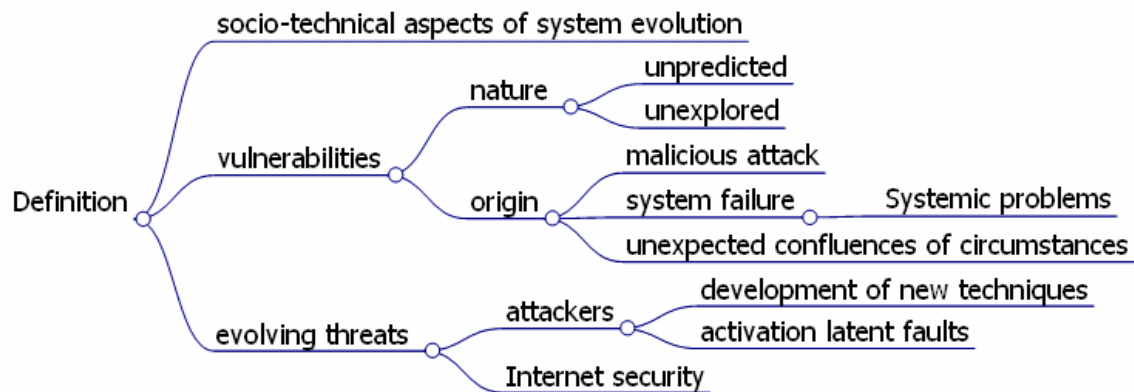 socio-technical aspects of system evolution
unpredicted
nature
unexplored
vulnerabilities
malicious attack
Definition
origin
system failure
Systemic problems
unexpected confluences of circumstances
development of new techniques
attackers
activation latent faults
evolving threats
Internet security